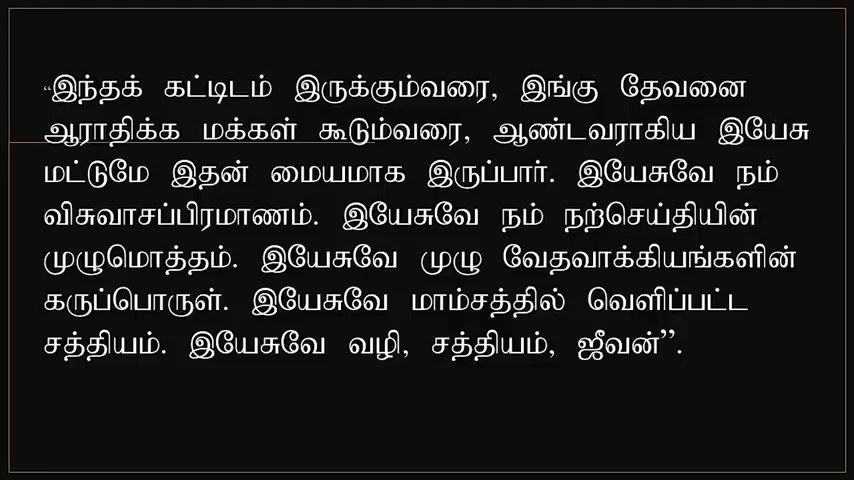 “இந்தக் கட்டிடம் இருக்கும்வரை, இங்கு தேவனை
ஆராதிக்க மக்கள் கூடும்வரை, ஆண்டவராகிய இயேசு
மட்டுமே இதன் மையமாக இருப்பார். இயேசுவே நம்
விசுவாசப்பிரமாணம். இயேசுவே நம் நற்செய்தியின்
முழுமொத்தம். இயேசுவே முழு வேதவாக்கியங்களின்
கருப்பொருள். இயேசுவே மாம்சத்தில் வெளிப்பட்ட
சத்தியம். இயேசுவே வழி, சத்தியம், ஜீவன்”.